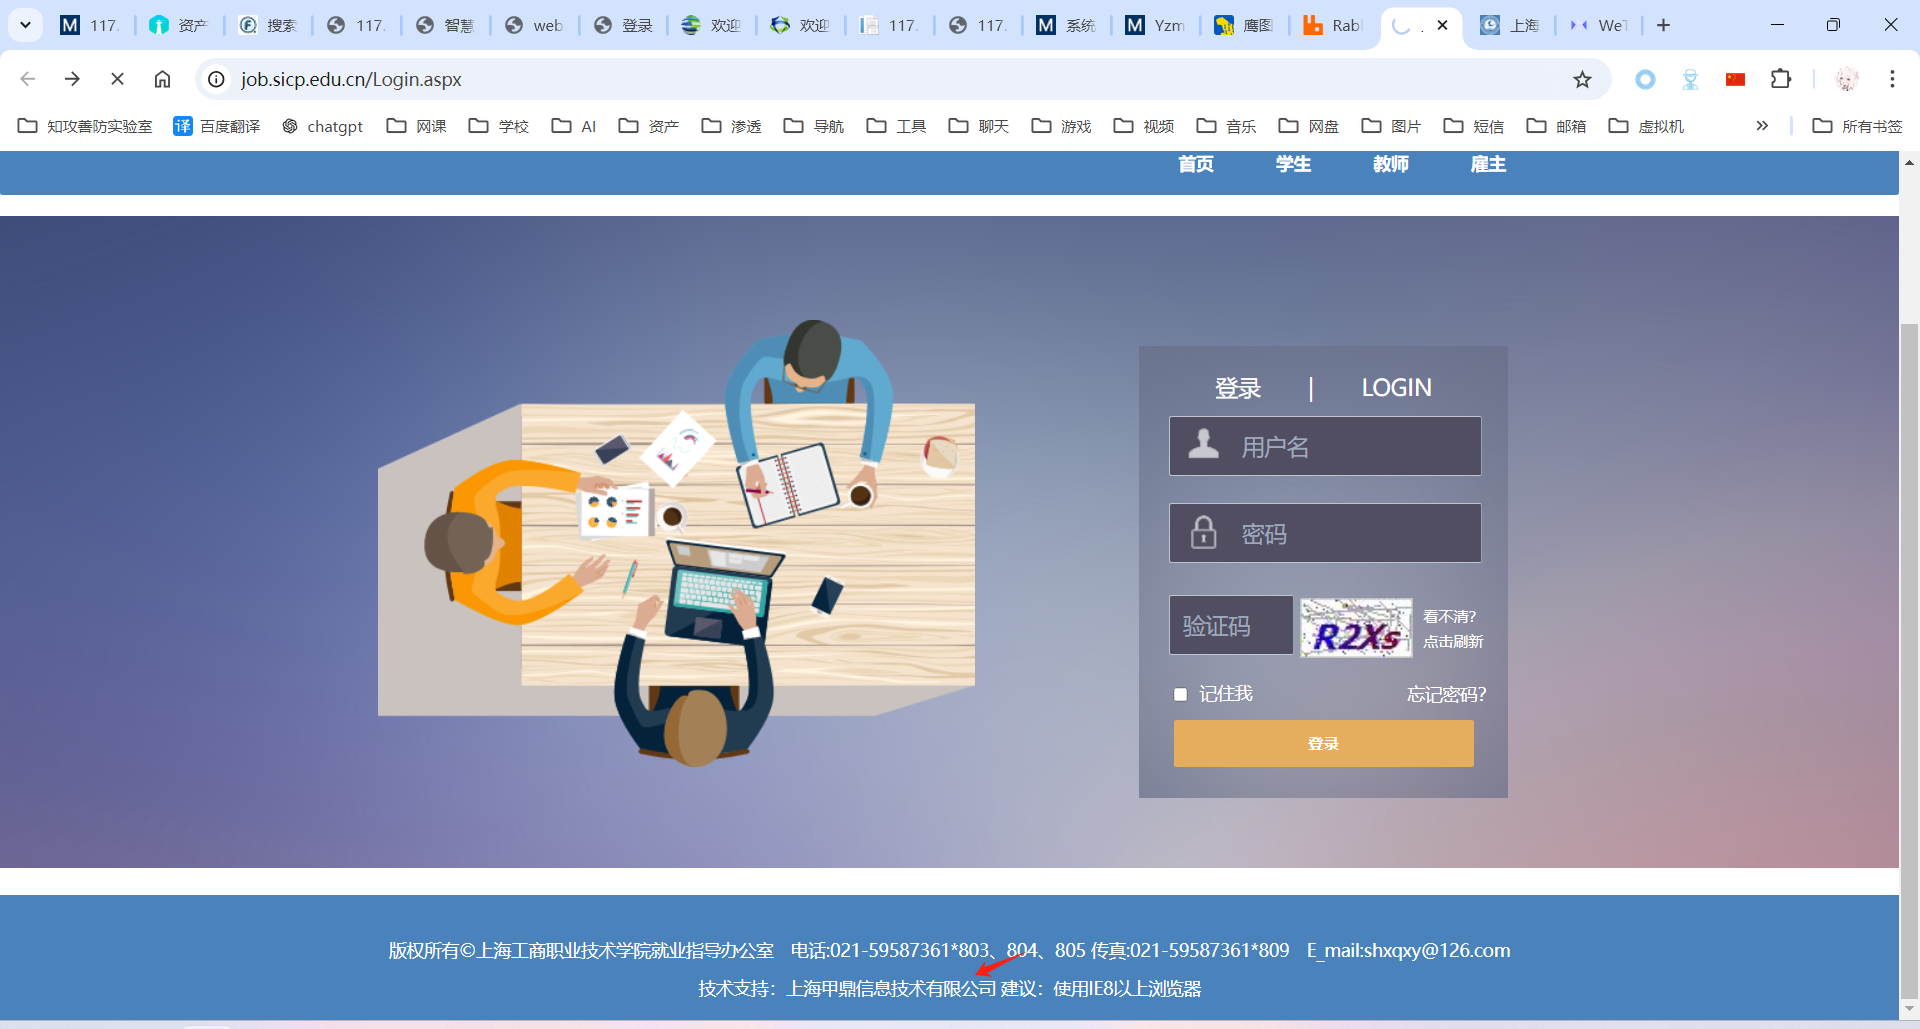 117. 资产 搜索 117. 智慧 web 登录 欢迎 欢迎 117. 117. 系统 Yzm 鹰图 Rab . 上海 WeT
job.sicp.edu.cn/Login.aspx
知攻善防实验室 百度翻译 chatgpt 网课 学校 AI 资产 渗透 导航 工具 聊天 游戏 视频 音乐 网盘 图片 短信 邮箱 虚拟机 » 所有书签
首页 学生 教师 雇主
登录 | LOGIN
用户名
密码
验证码 R2Xs 看不清?
点击刷新
记住我 忘记密码?
登录
版权所有©上海工商职业技术学院就业指导办公室 电话:021-59587361*803、804、805 传真:021-59587361*809 E_mail:shxqxy@126.com
技术支持：上海甲鼎信息技术有限公司 建议：使用IE8以上浏览器